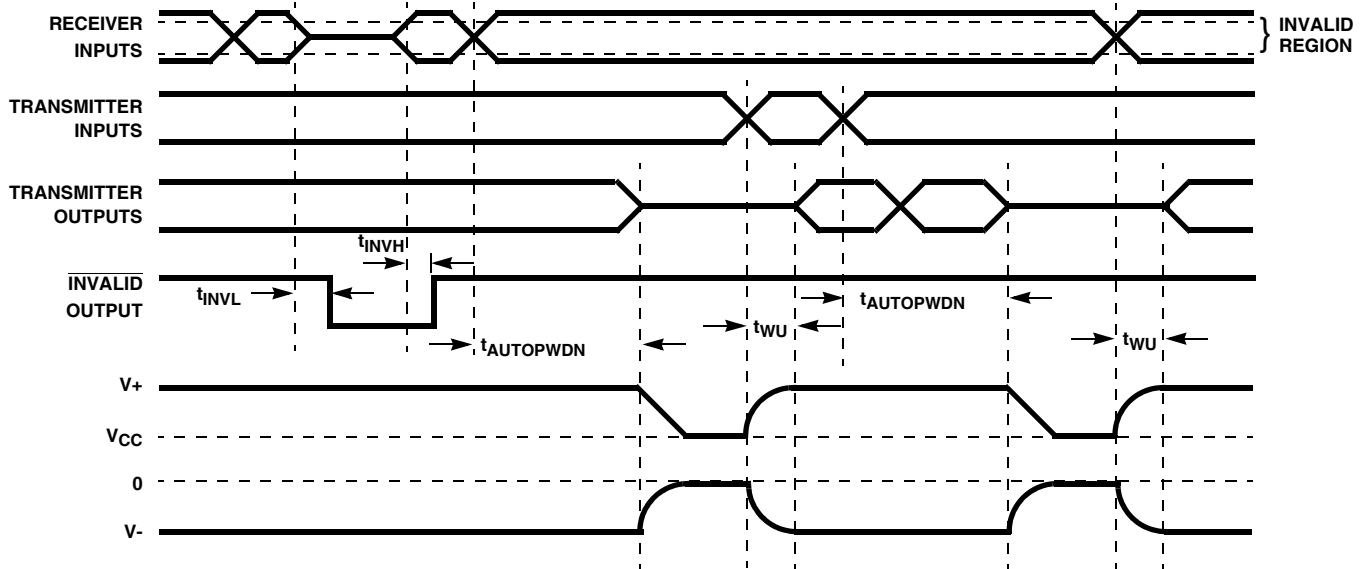 RECEIVER
INPUTS
} INVALID
REGION
TRANSMITTER
INPUTS
TRANSMITTER
OUTPUTS
tINVH
INVALID
OUTPUT
tINVL
tAUTOPWDN
tWU
tAUTOPWDN
tWU
V+
VCC
0
V-